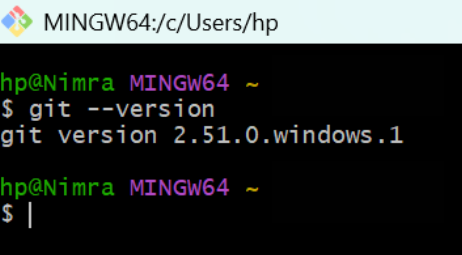 MINGW64:/c/Users/hp
hp@Nimra MINGW64 ~
$ git --version
git version 2.51.0.windows.1
hp@Nimra MINGW64 ~
$